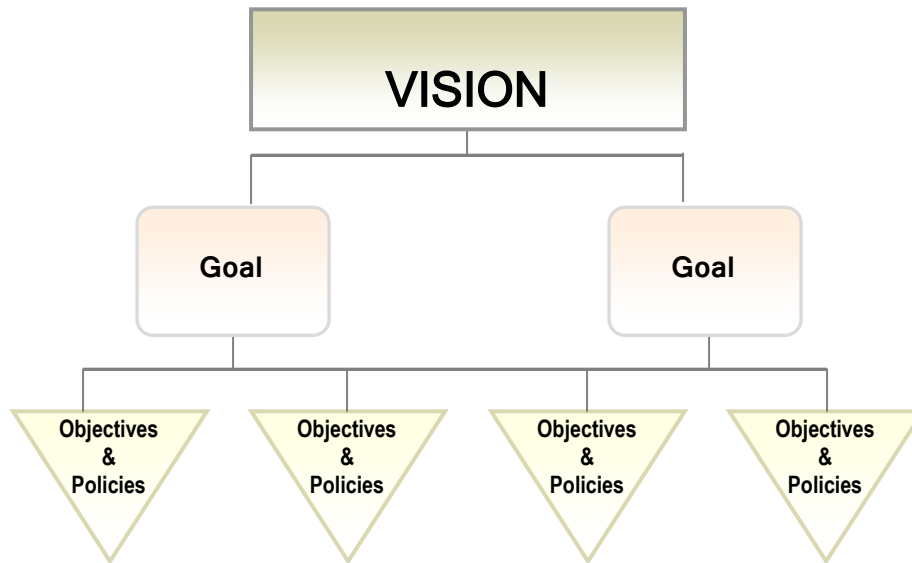 VISION
Goal
Goal
Objectives
&
Policies
Objectives
&
Policies
Objectives
&
Policies
Objectives
&
Policies